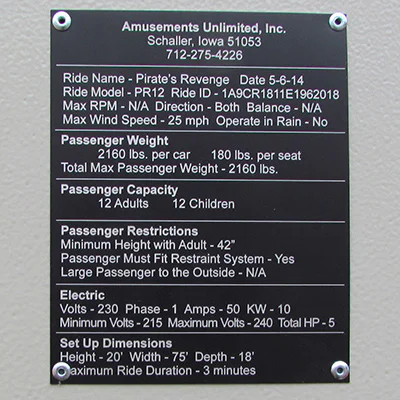 Amusements Unlimited, Inc.
Schaller, Iowa 51053
712-275-4226
Ride Name - Pirate's Revenge Date 5-6-14
Ride Model - PR12 Ride ID - 1A9CR1811E1962018
Max RPM - N/A Direction - Both Balance - N/A
Max Wind Speed - 25 mph Operate in Rain - No
Passenger Weight
2160 lbs. per car 180 lbs. per seat
Total Max Passenger Weight - 2160 lbs.
Passenger Capacity
12 Adults 12 Children
Passenger Restrictions
Minimum Height with Adult - 42"
Passenger Must Fit Restraint System - Yes
Large Passenger to the Outside - N/A
Electric
Volts - 230 Phase - 1 Amps - 50 KW - 10
Minimum Volts - 215 Maximum Volts - 240 Total HP - 5
Set Up Dimensions
Height - 20' Width - 75' Depth - 18'
Maximum Ride Duration - 3 minutes